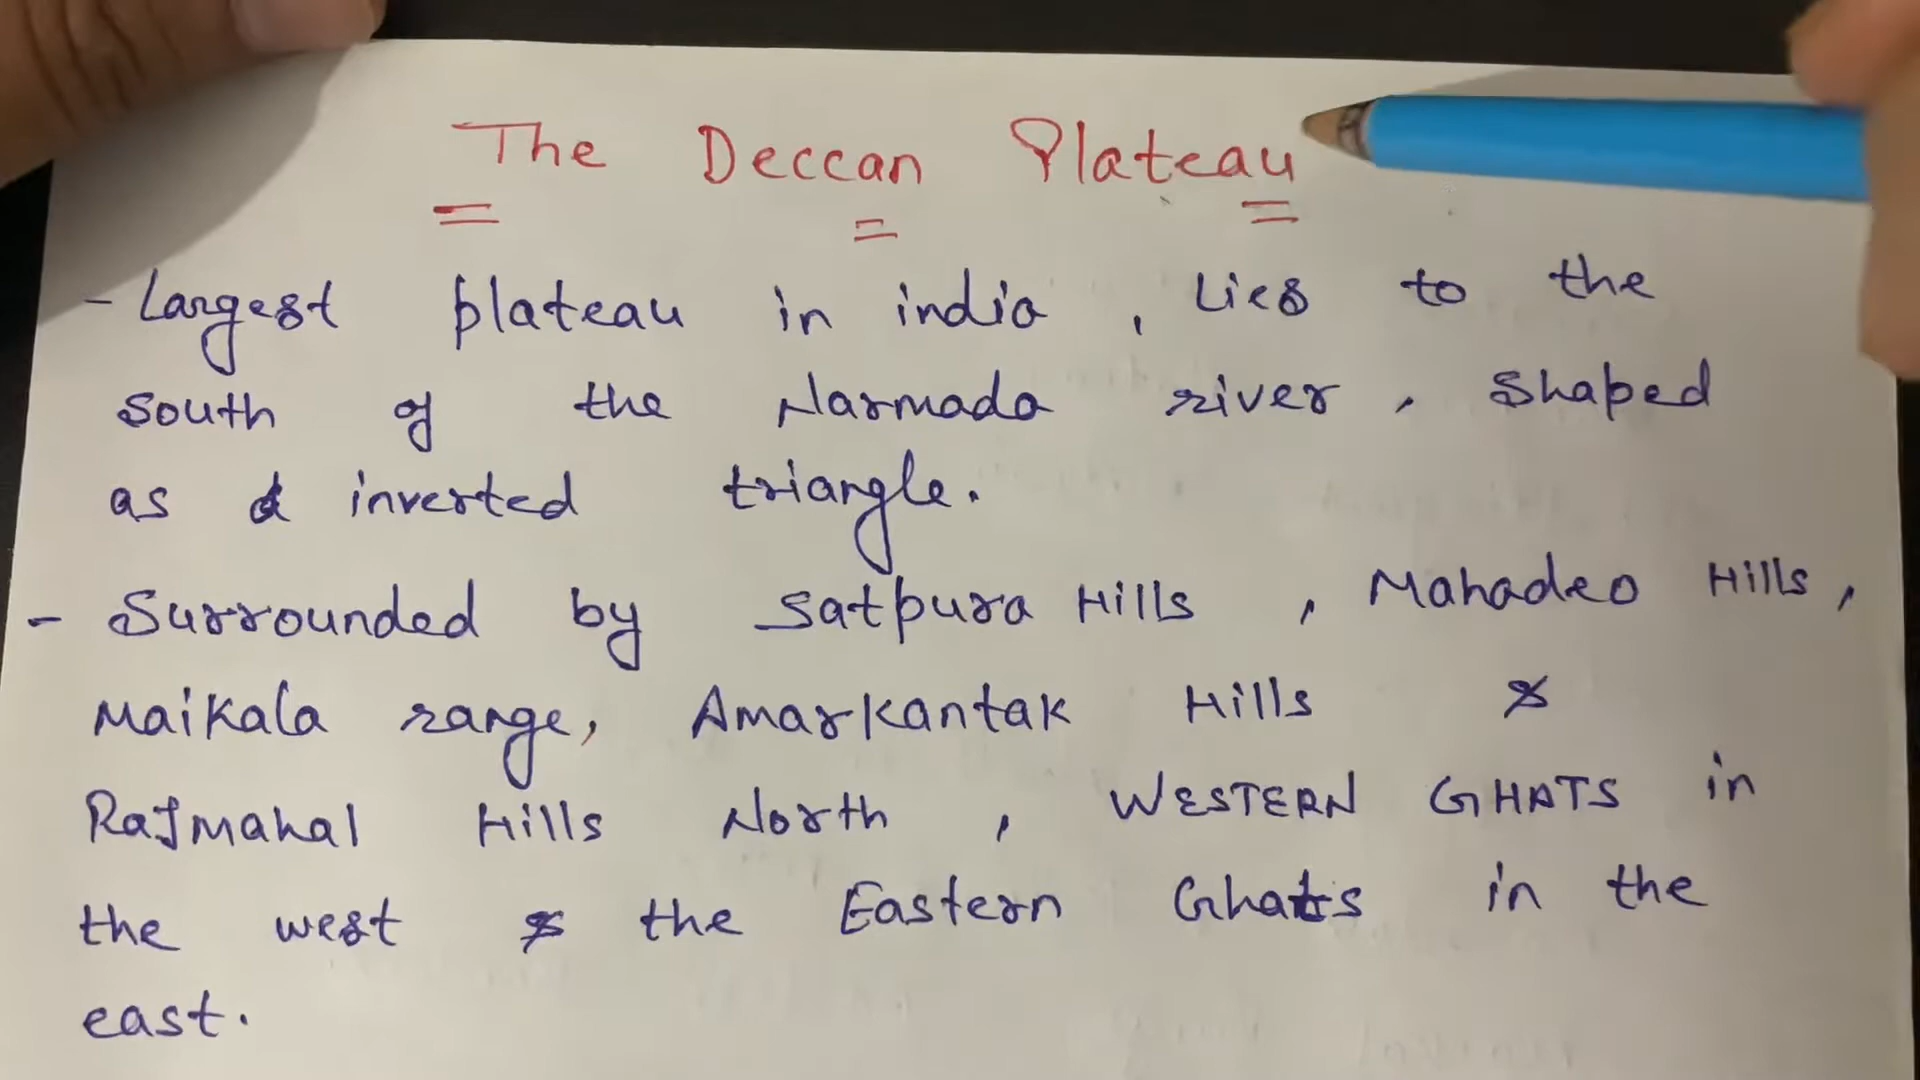 The Deccan Plateau
- Largest plateau in india, Lies to the
south of the Narmada river, shaped
as a inverted triangle.
- Surrounded by Satpura Hills, Mahadeo Hills,
Maikala range, Amarkantak Hills &
Rajmahal Hills North, WESTERN GHATS in
the west & the Eastern Ghats in the
east.